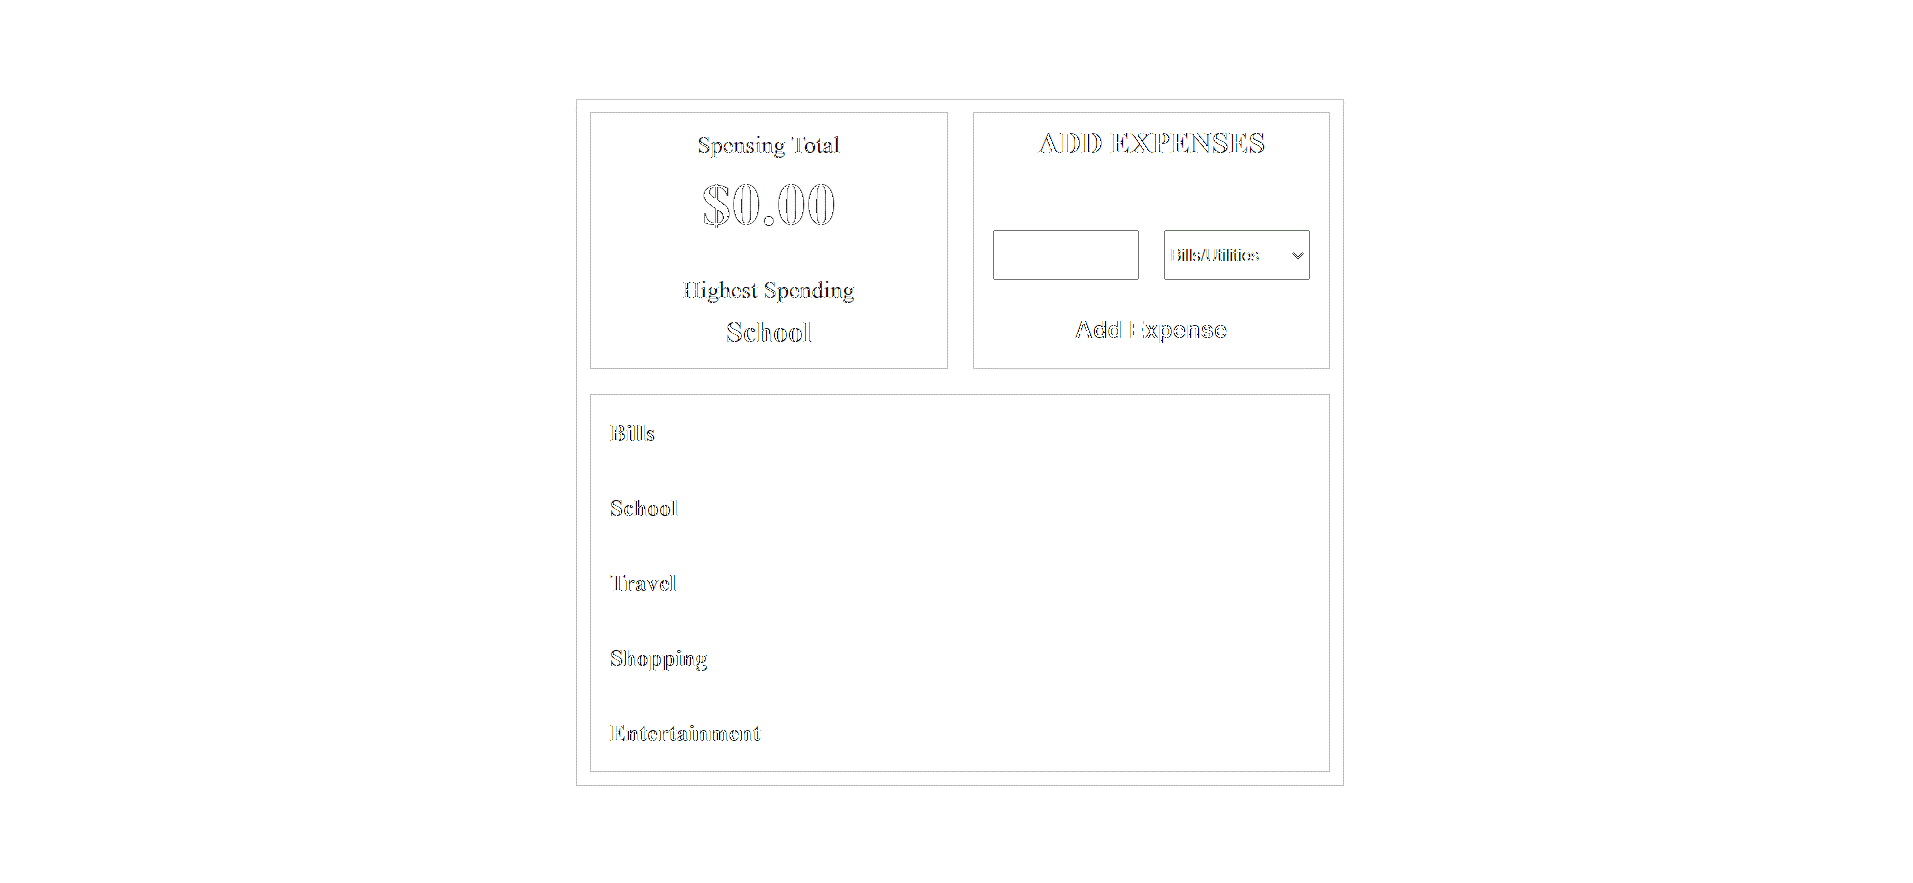 Spensing Total
$0.00
Highest Spending
School
ADD EXPENSES
Bills/Utilities
Add Expense
Bills
School
Travel
Shopping
Entertainment